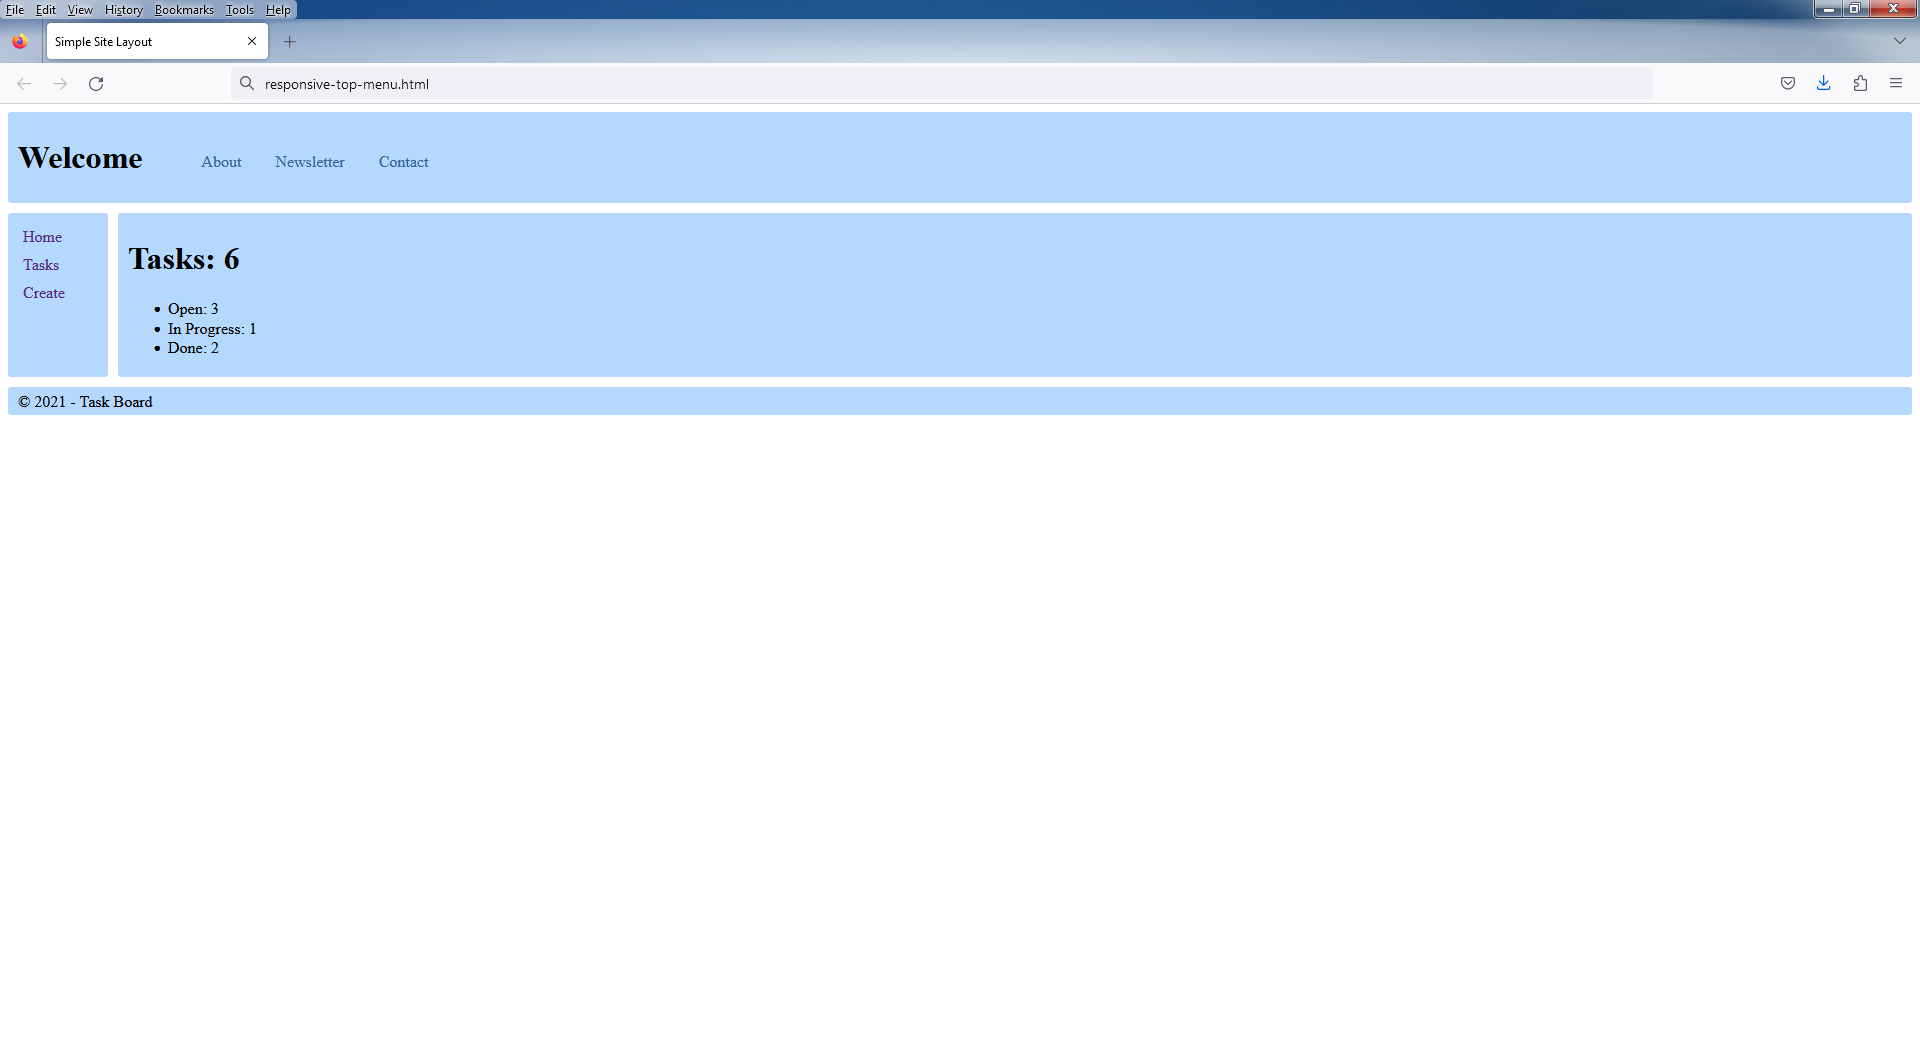 File Edit View History Bookmarks Tools Help
Simple Site Layout
responsive-top-menu.html
Welcome About Newsletter Contact
Home
Tasks
Create
Tasks: 6
Open: 3
In Progress: 1
Done: 2
© 2021 - Task Board